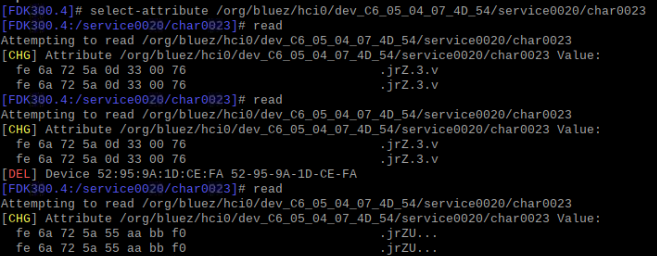 [FDK300.4]# select-attribute /org/bluez/hci0/dev_C6_05_04_07_4D_54/service0020/char0023
[FDK300.4:/service0020/char0023]# read
Attempting to read /org/bluez/hci0/dev_C6_05_04_07_4D_54/service0020/char0023
[CHG] Attribute /org/bluez/hci0/dev_C6_05_04_07_4D_54/service0020/char0023 Value:
  fe 6a 72 5a 0d 33 00 76                          .jrZ.3.v
  fe 6a 72 5a 0d 33 00 76                          .jrZ.3.v
[FDK300.4:/service0020/char0023]# read
Attempting to read /org/bluez/hci0/dev_C6_05_04_07_4D_54/service0020/char0023
[CHG] Attribute /org/bluez/hci0/dev_C6_05_04_07_4D_54/service0020/char0023 Value:
  fe 6a 72 5a 0d 33 00 76                          .jrZ.3.v
  fe 6a 72 5a 0d 33 00 76                          .jrZ.3.v
[DEL] Device 52:95:9A:1D:CE:FA 52-95-9A-1D-CE-FA
[FDK300.4:/service0020/char0023]# read
Attempting to read /org/bluez/hci0/dev_C6_05_04_07_4D_54/service0020/char0023
[CHG] Attribute /org/bluez/hci0/dev_C6_05_04_07_4D_54/service0020/char0023 Value:
  fe 6a 72 5a 55 aa bb f0                          .jrZU...
  fe 6a 72 5a 55 aa bb f0                          .jrZU...